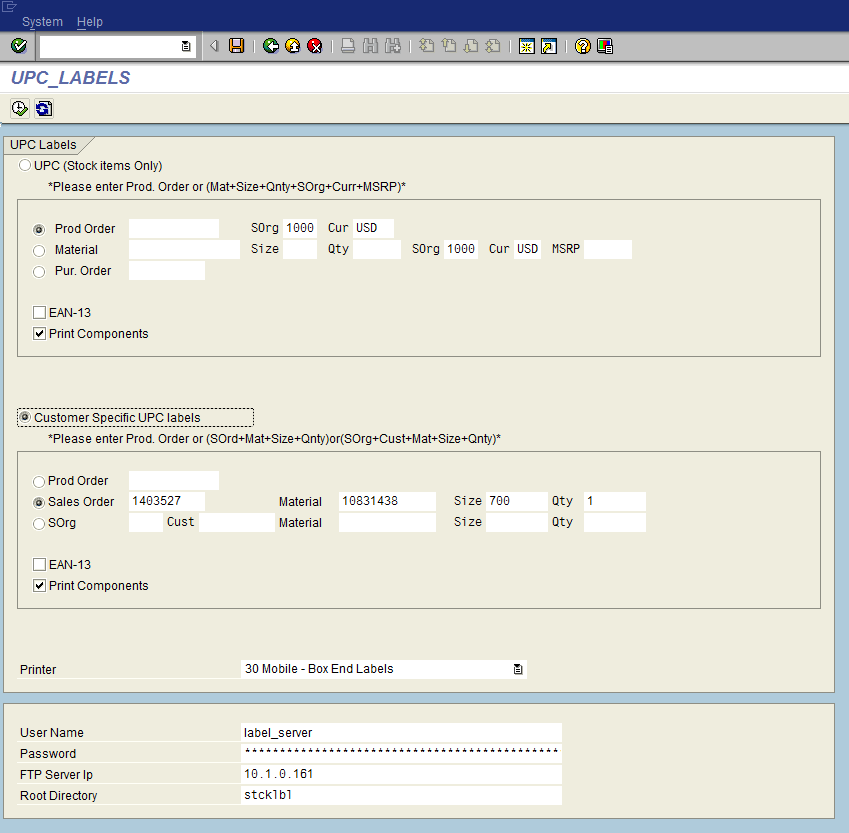 System Help
UPC_LABELS
UPC Labels
UPC (Stock items Only)
*Please enter Prod. Order or (Mat+Size+Qnty+SOrg+Curr+MSRP)*
Prod Order SOrg 1000 Cur USD
Material Size Qty SOrg 1000 Cur USD MSRP
Pur. Order
EAN-13
Print Components
Customer Specific UPC labels
*Please enter Prod. Order or (SOrd+Mat+Size+Qnty)or(SOrg+Cust+Mat+Size+Qnty)*
Prod Order
Sales Order 1403527 Material 10831438 Size 700 Qty 1
SOrg Cust Material Size Qty
EAN-13
Print Components
Printer 30 Mobile - Box End Labels
User Name label_server
Password *********************************************
FTP Server Ip 10.1.0.161
Root Directory stcklbl